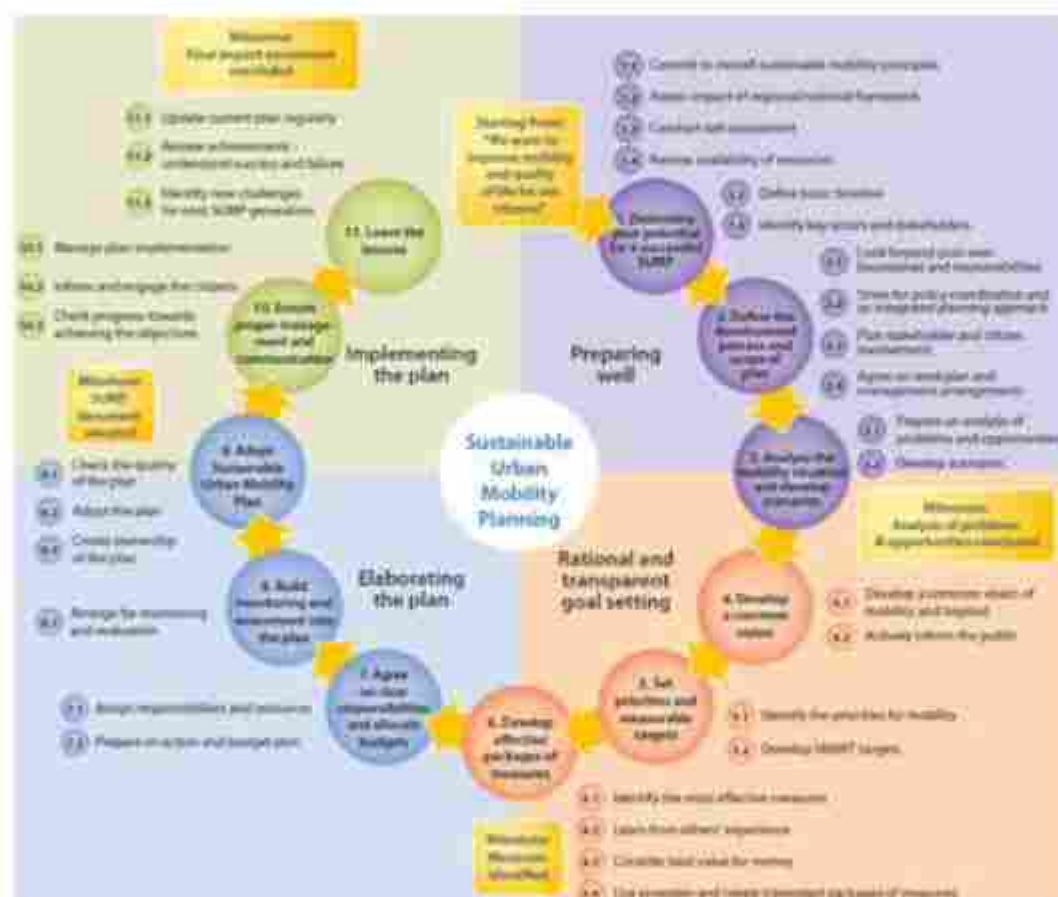 Milestone:
Final impact assessment
concluded
11.1 Update current plan regularly
11.2 Review achievements -
understand success and failure
11.3 Identify new challenges
for next SUMP generation
11. Learn the
lessons
10.1 Manage plan implementation
10.2 Inform and engage the citizens
10.3 Check progress towards
achieving the objectives
10. Ensure
proper manage-
ment and
communication
Implementing
the plan
Starting Point:
"We want to
improve mobility
and quality
of life for our
citizens!"
1.1 Commit to overall sustainable mobility principles
1.2 Assess impact of regional/national framework
1.3 Conduct self-assessment
1.4 Review availability of resources
1.5 Define basic timeline
1.6 Identify key actors and stakeholders
1. Determine
your potential
for a successful
SUMP
2.1 Look beyond your own
boundaries and responsibilities
2.2 Strive for policy coordination and
an integrated planning approach
2.3 Plan stakeholder and citizen
involvement
2.4 Agree on workplan and
management arrangements
2. Define the
development
process and
scope of
plan
Preparing
well
3.1 Prepare an analysis of
problems and opportunities
3.2 Develop scenarios
3. Analyse the
mobility situation
and develop
scenarios
Milestone:
Analysis of problems
& opportunities concluded
Sustainable
Urban
Mobility
Planning
Milestone:
SUMP
document
adopted
9.1 Check the quality
of the plan
9.2 Adopt the plan
9.3 Create ownership
of the plan
9. Adopt
Sustainable
Urban Mobility
Plan
8.1 Arrange for monitoring
and evaluation
8. Build
monitoring and
assessment into
the plan
Elaborating
the plan
7.1 Assign responsibilities and resources
7.2 Prepare an action and budget plan
7. Agree
on clear
responsibilities
and allocate
budgets
Rational and
transparent
goal setting
4. Develop
a common
vision
4.1 Develop a common vision of
mobility and beyond
4.2 Actively inform the public
5. Set
priorities and
measurable
targets
5.1 Identify the priorities for mobility
5.2 Develop SMART targets
6. Develop
effective
packages of
measures
6.1 Identify the most effective measures
6.2 Learn from others' experience
6.3 Consider best value for money
6.4 Use synergies and create integrated packages of measures
Milestone:
Measures
identified